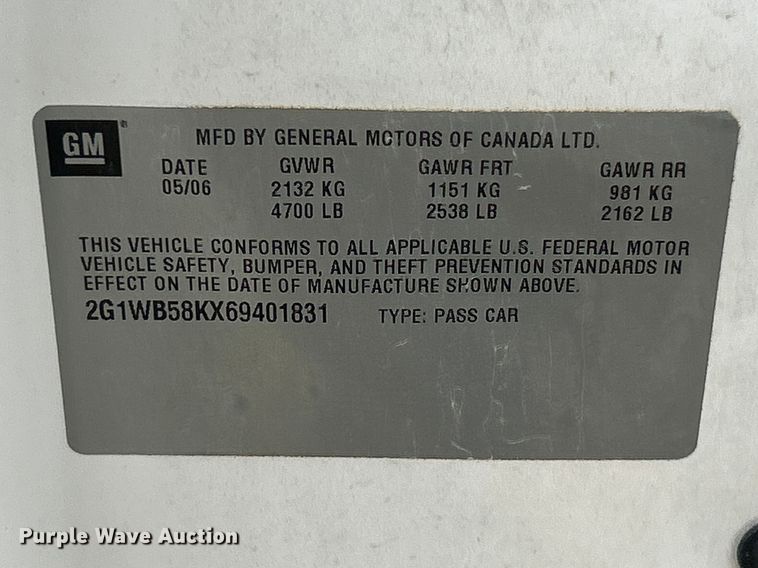 GM
MFD BY GENERAL MOTORS OF CANADA LTD.
DATE GVWR GAWR FRT GAWR RR
05/06 2132 KG 1151 KG 981 KG
4700 LB 2538 LB 2162 LB
THIS VEHICLE CONFORMS TO ALL APPLICABLE U.S. FEDERAL MOTOR
VEHICLE SAFETY, BUMPER, AND THEFT PREVENTION STANDARDS IN
EFFECT ON THE DATE OF MANUFACTURE SHOWN ABOVE.
2G1WB58KX69401831 TYPE: PASS CAR
Purple Wave Auction